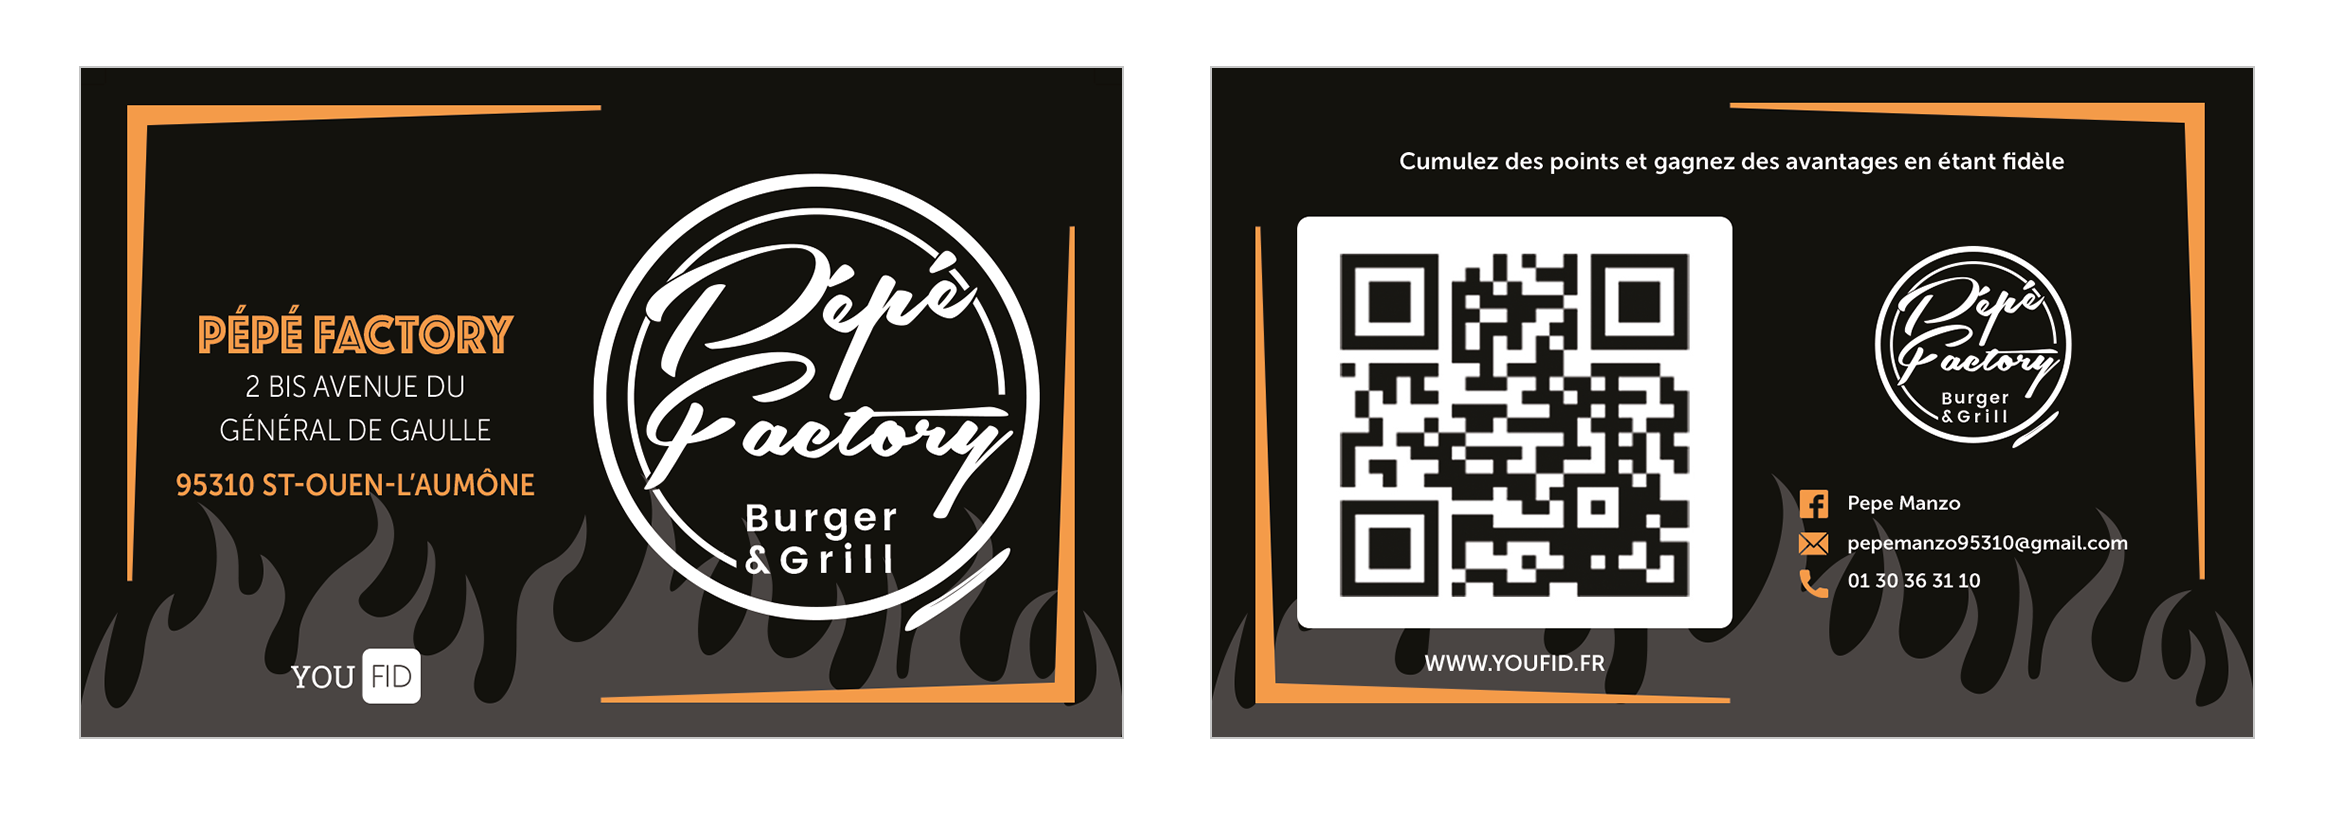 PÉPÉ FACTORY
2 BIS AVENUE DU
GÉNÉRAL DE GAULLE
95310 ST-OUEN-L’AUMÔNE
YOU FID
Pépé
Factory
Burger
&Grill
Cumulez des points et gagnez des avantages en étant fidèle
WWW.YOUFID.FR
Pépé
Factory
Burger
&Grill
Pepe Manzo
pepemanzo95310@gmail.com
01 30 36 31 10